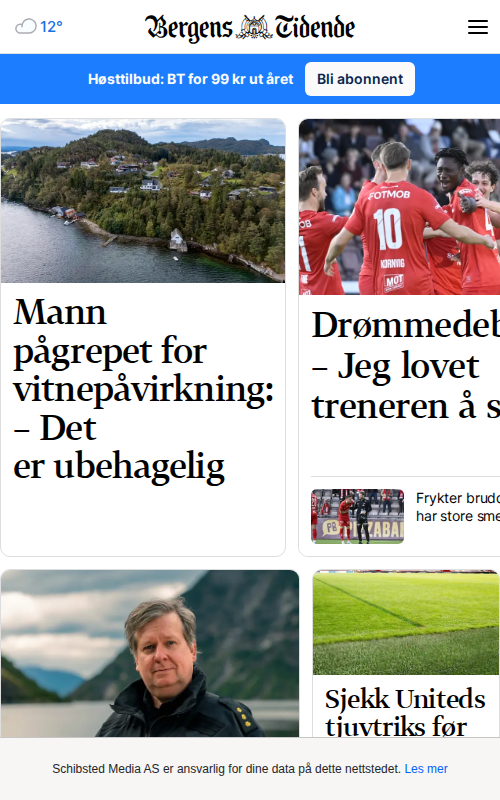 12°
Bergens Tidende
Høsttilbud: BT for 99 kr ut året
Bli abonnent
Mann
pågrepet for
vitnepåvirkning:
– Det
er ubehagelig
FOTMOB
10
KORNVIG
MOT
Drømmedeb
– Jeg lovet
treneren å s
Frykter brudd
har store sme
Sjekk Uniteds
tjuvtriks før
Schibsted Media AS er ansvarlig for dine data på dette nettstedet. Les mer